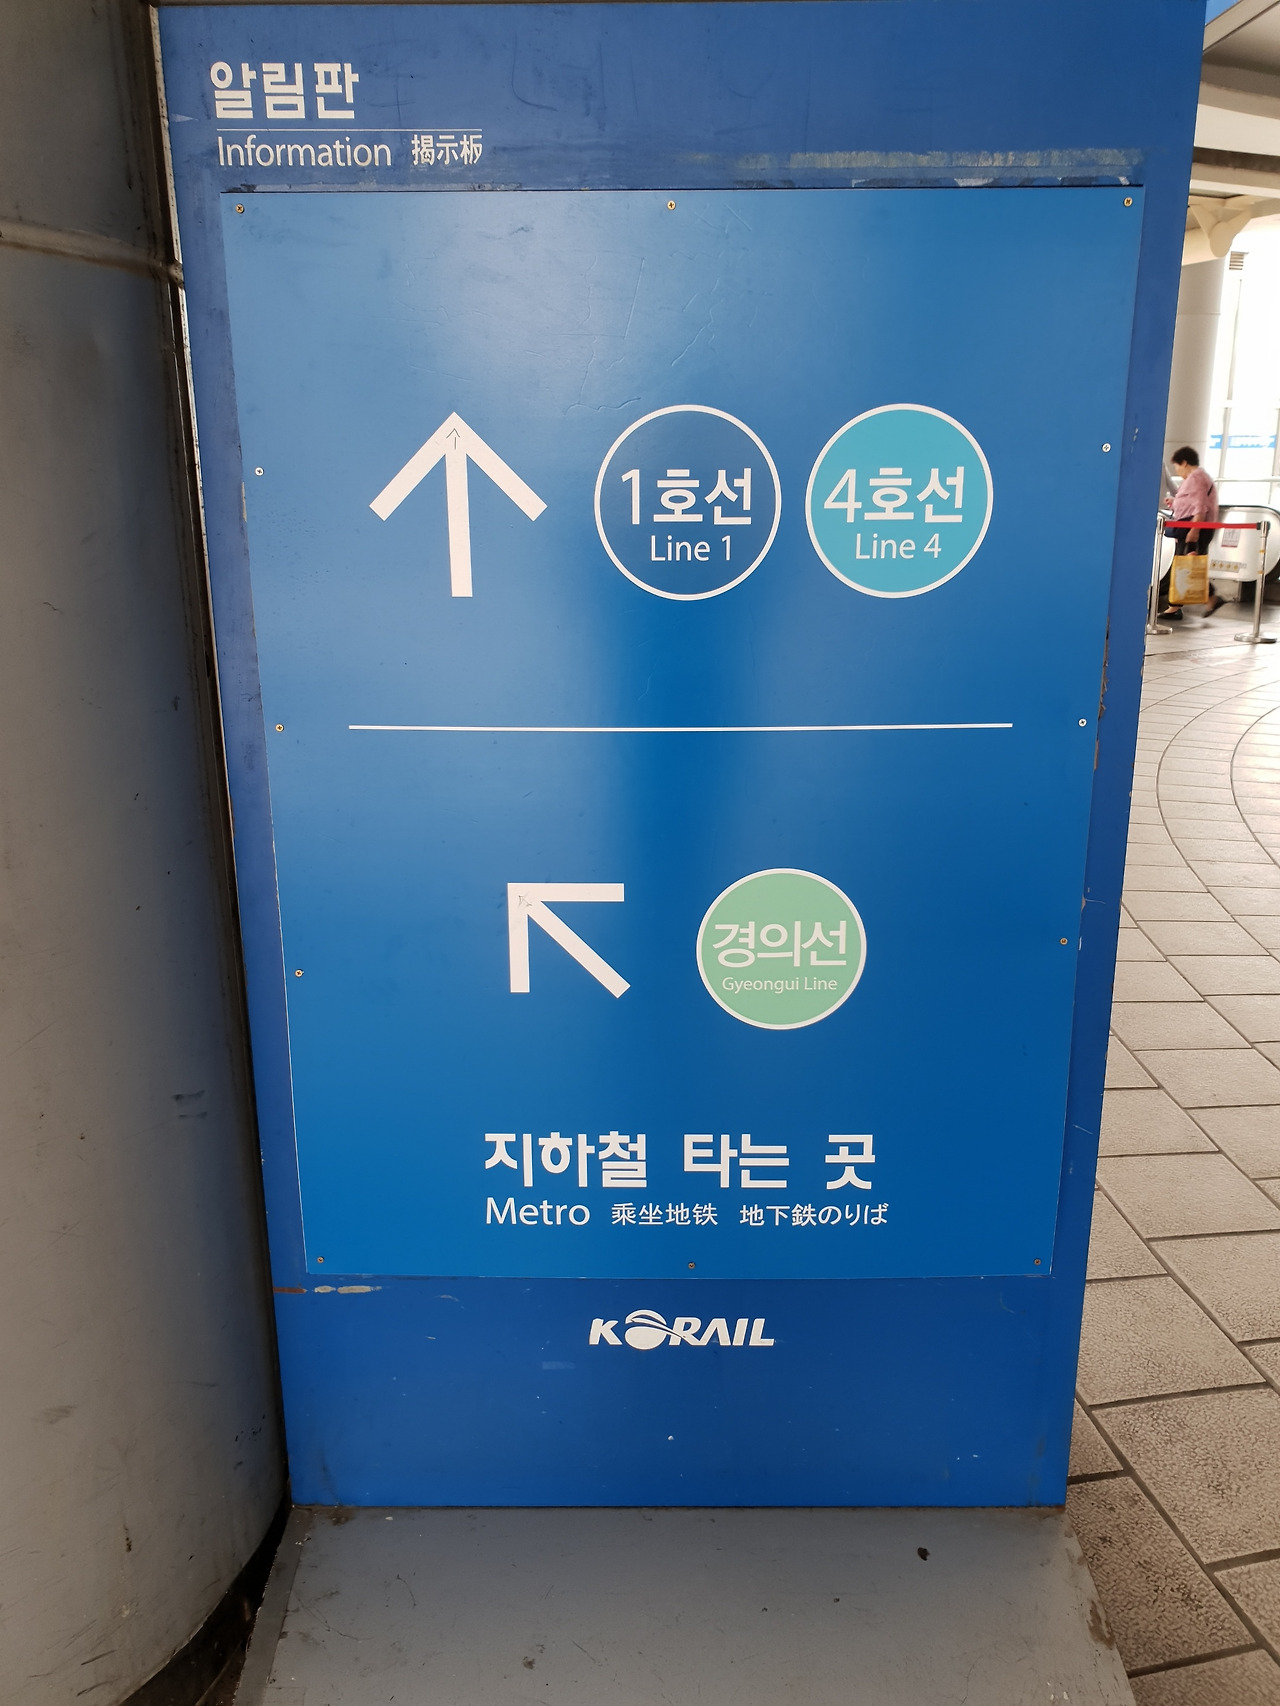 알림판
Information 揭示板
1호선 4호선
Line 1 Line 4
경의선
Gyeongui Line
지하철 타는 곳
Metro 乘坐地铁 地下鉄のりば
KORAIL